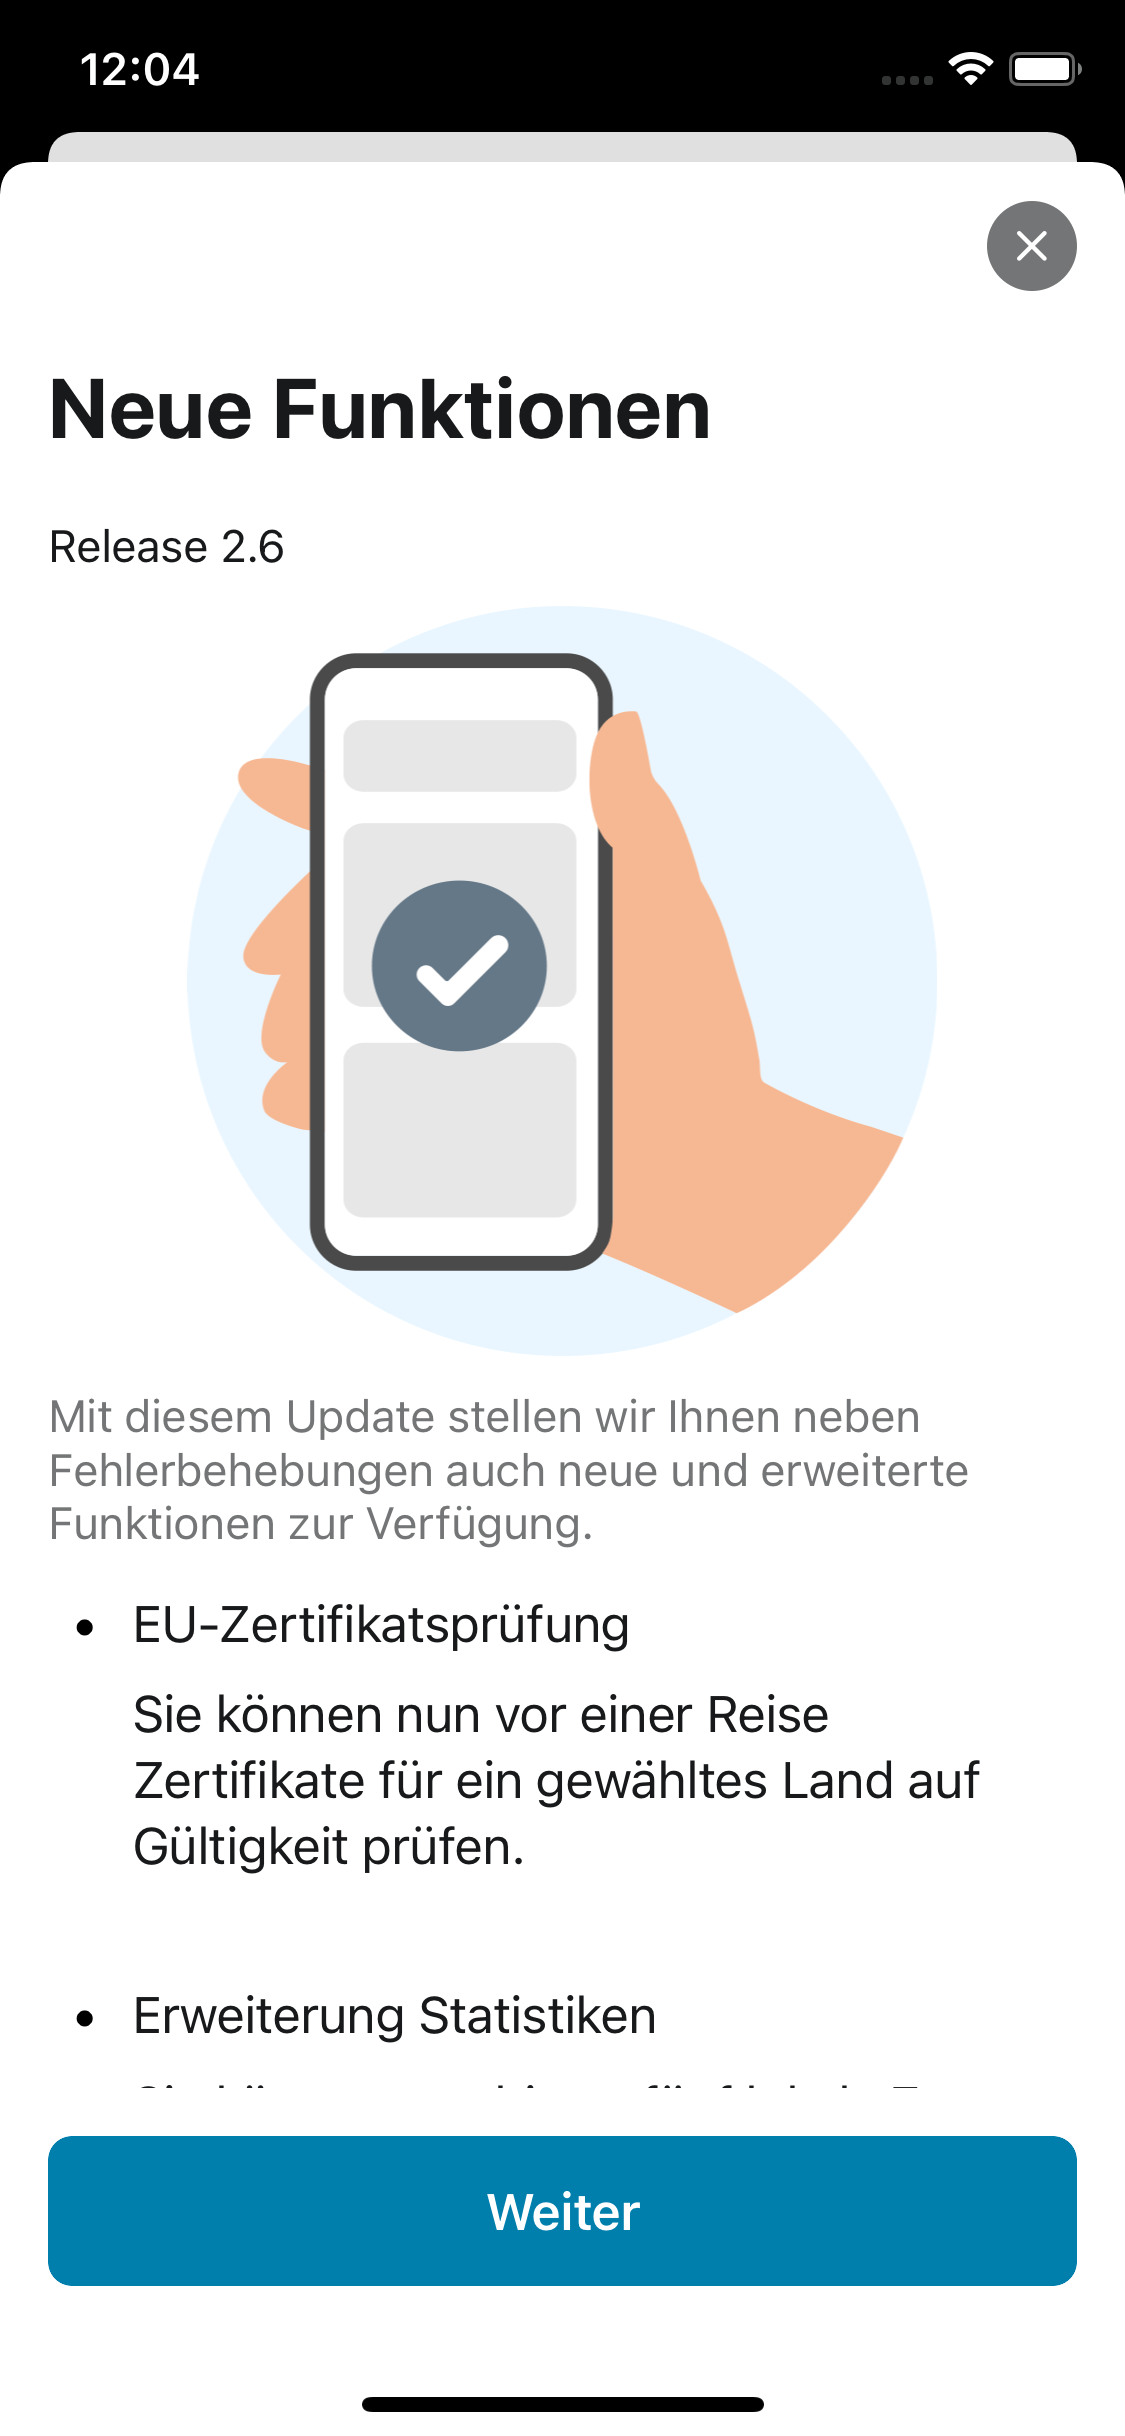 12:04
Neue Funktionen
Release 2.6
Mit diesem Update stellen wir Ihnen neben
Fehlerbehebungen auch neue und erweiterte
Funktionen zur Verfügung.
• EU-Zertifikatsprüfung
Sie können nun vor einer Reise
Zertifikate für ein gewähltes Land auf
Gültigkeit prüfen.
• Erweiterung Statistiken
Weiter